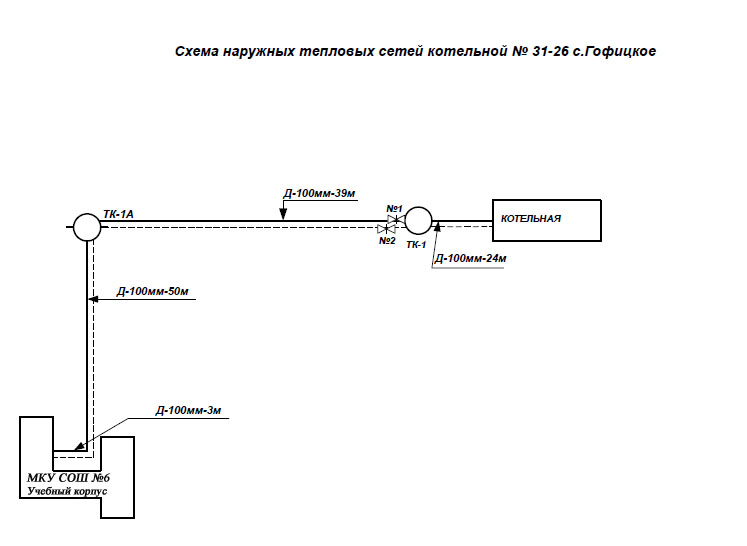 Схема наружных тепловых сетей котельной № 31-26 с.Гофицкое
Д-100мм-39м
ТК-1А
№1
КОТЕЛЬНАЯ
№2
ТК-1
Д-100мм-24м
Д-100мм-50м
Д-100мм-3м
МКУ СОШ №6
Учебный корпус